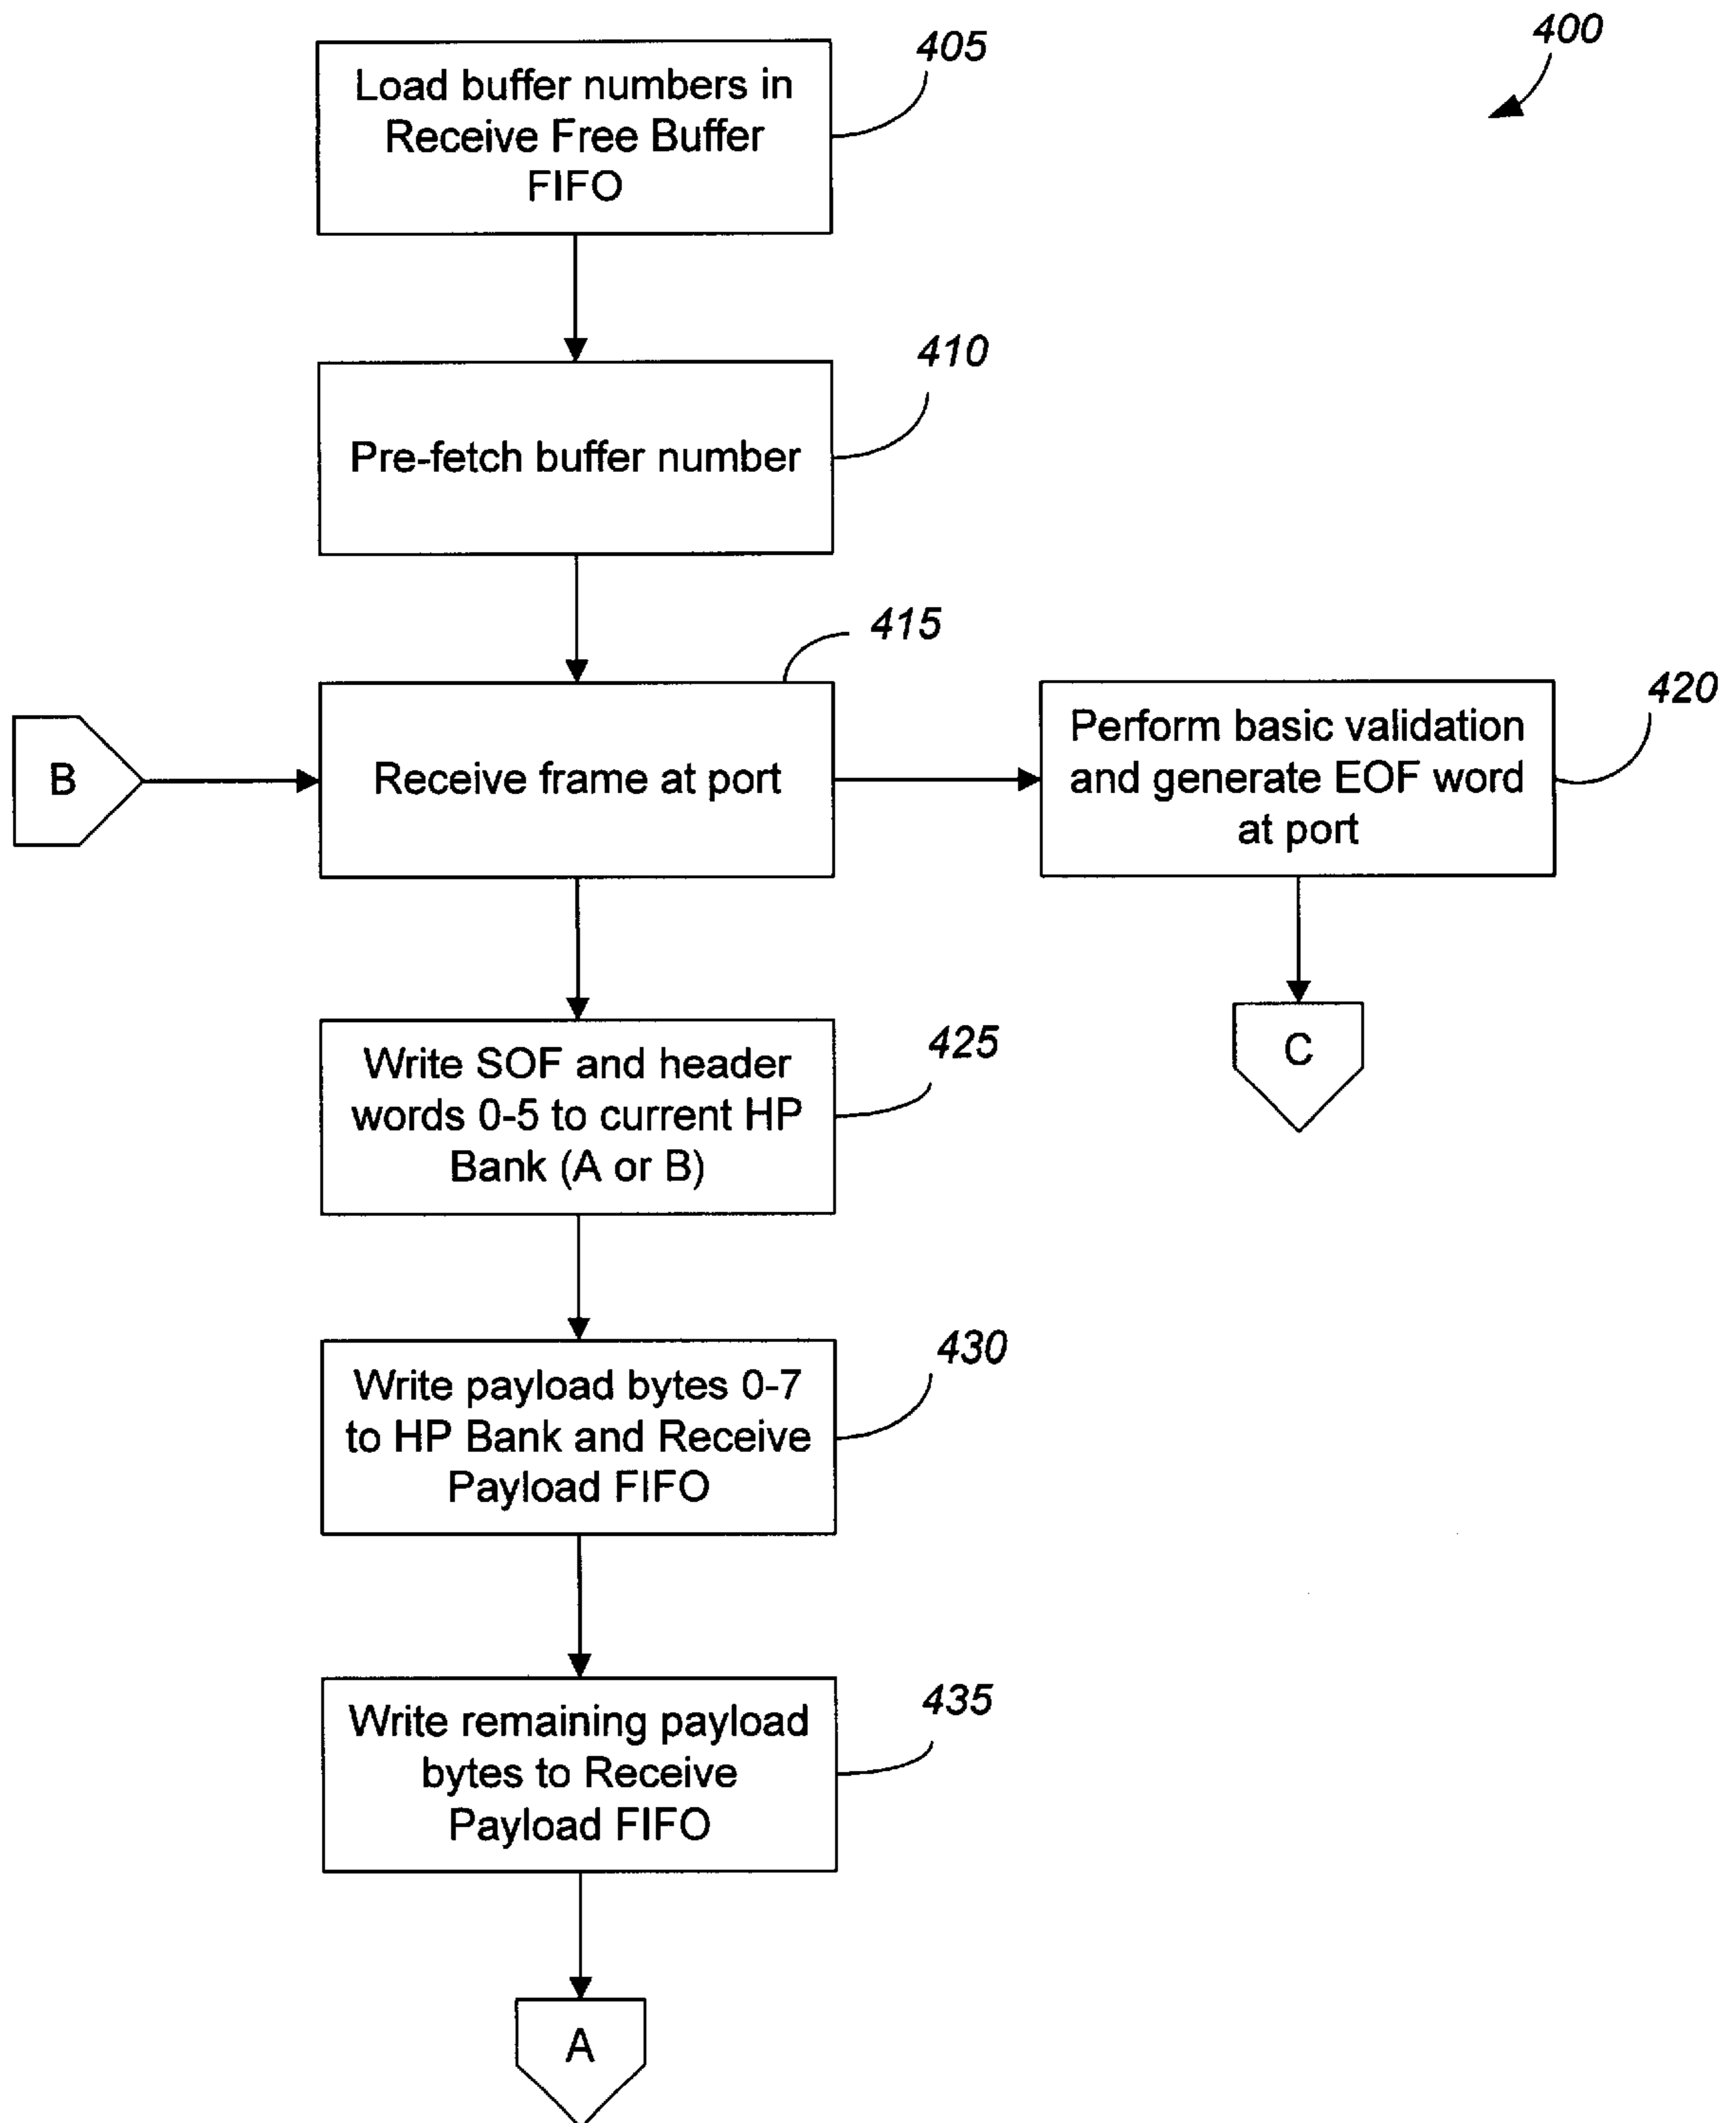 400
405
Load buffer numbers in
Receive Free Buffer
FIFO
410
Pre-fetch buffer number
415
B
Receive frame at port
420
Perform basic validation
and generate EOF word
at port
C
425
Write SOF and header
words 0-5 to current HP
Bank (A or B)
430
Write payload bytes 0-7
to HP Bank and Receive
Payload FIFO
435
Write remaining payload
bytes to Receive
Payload FIFO
A